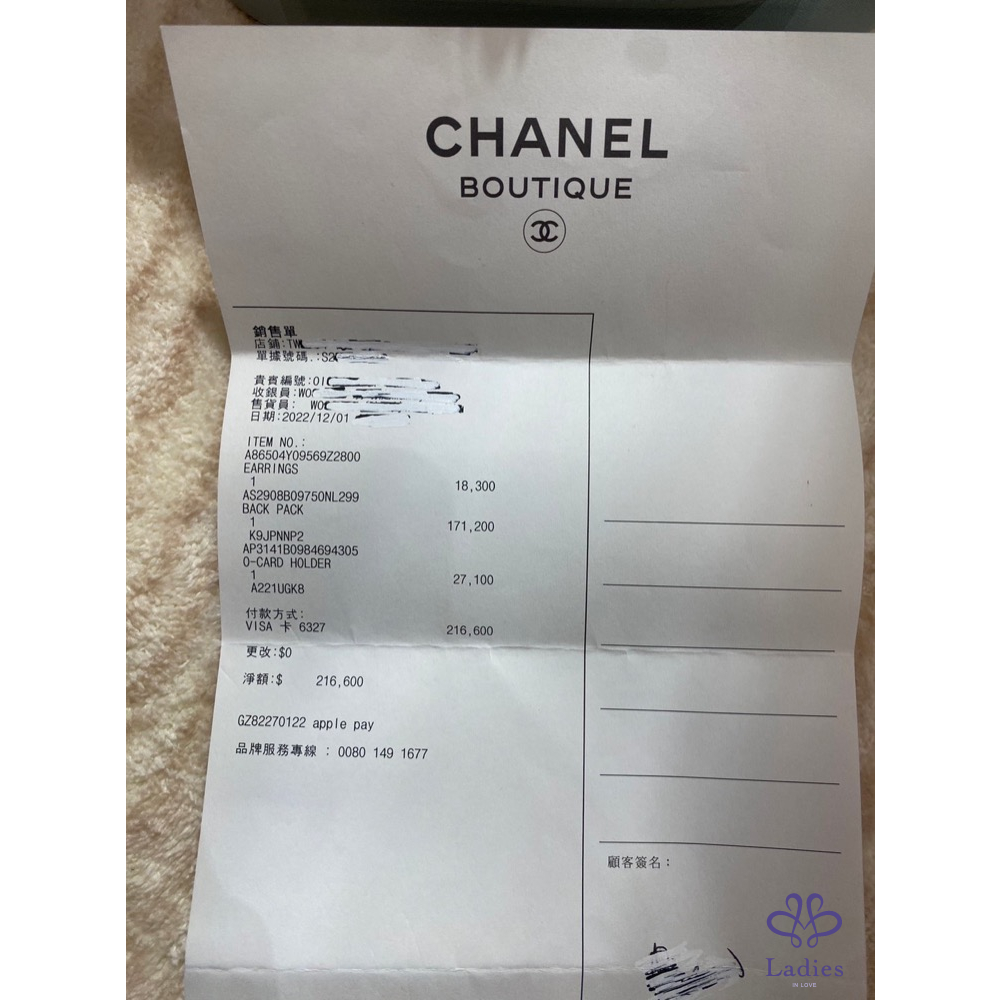 CHANEL
BOUTIQUE
銷售單
店鋪:TW
單據號碼.:S2
貴賓編號:01
收銀員:WO
售貨員: WO
日期:2022/12/01
ITEM NO.:
A86504Y09569Z2800
EARRINGS
1 18,300
AS2908B09750NL299
BACK PACK
1 171,200
K9JPNNP2
AP3141B0984694305
O-CARD HOLDER
1 27,100
A221UGK8
付款方式:
VISA 卡 6327 216,600
更改:$0
淨額:$ 216,600
GZ82270122 apple pay
品牌服務專線 : 0080 149 1677
顧客簽名:
Ladies
IN LOVE